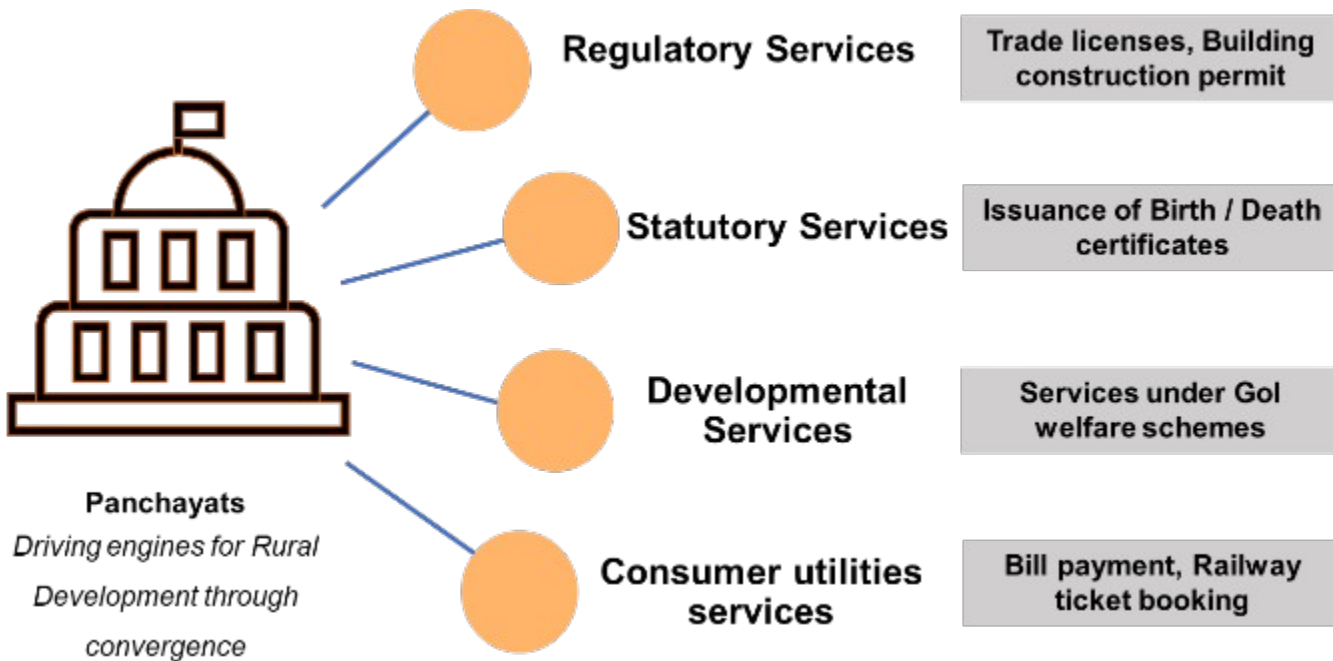 Regulatory Services
Trade licenses, Building
construction permit
Statutory Services
Issuance of Birth / Death
certificates
Developmental
Services
Services under GoI
welfare schemes
Consumer utilities
services
Bill payment, Railway
ticket booking
Panchayats
Driving engines for Rural
Development through
convergence